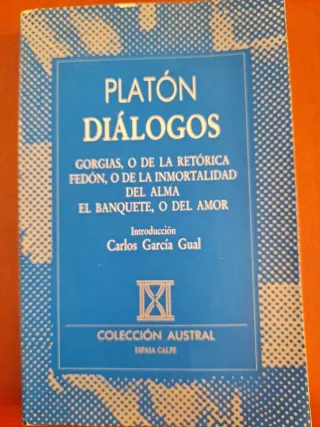 PLATÓN
DIÁLOGOS
GORGIAS, O DE LA RETÓRICA
FEDÓN, O DE LA INMORTALIDAD
DEL ALMA
EL BANQUETE, O DEL AMOR
Introducción
Carlos García Gual
COLECCIÓN AUSTRAL
ESPASA CALPE